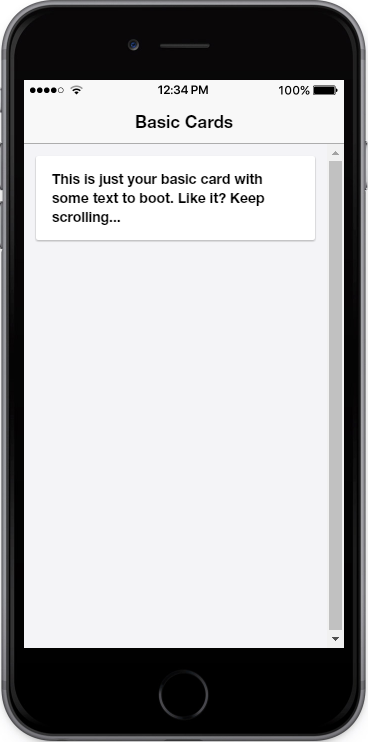 12:34 PM
100%
Basic Cards
This is just your basic card with
some text to boot. Like it? Keep
scrolling...